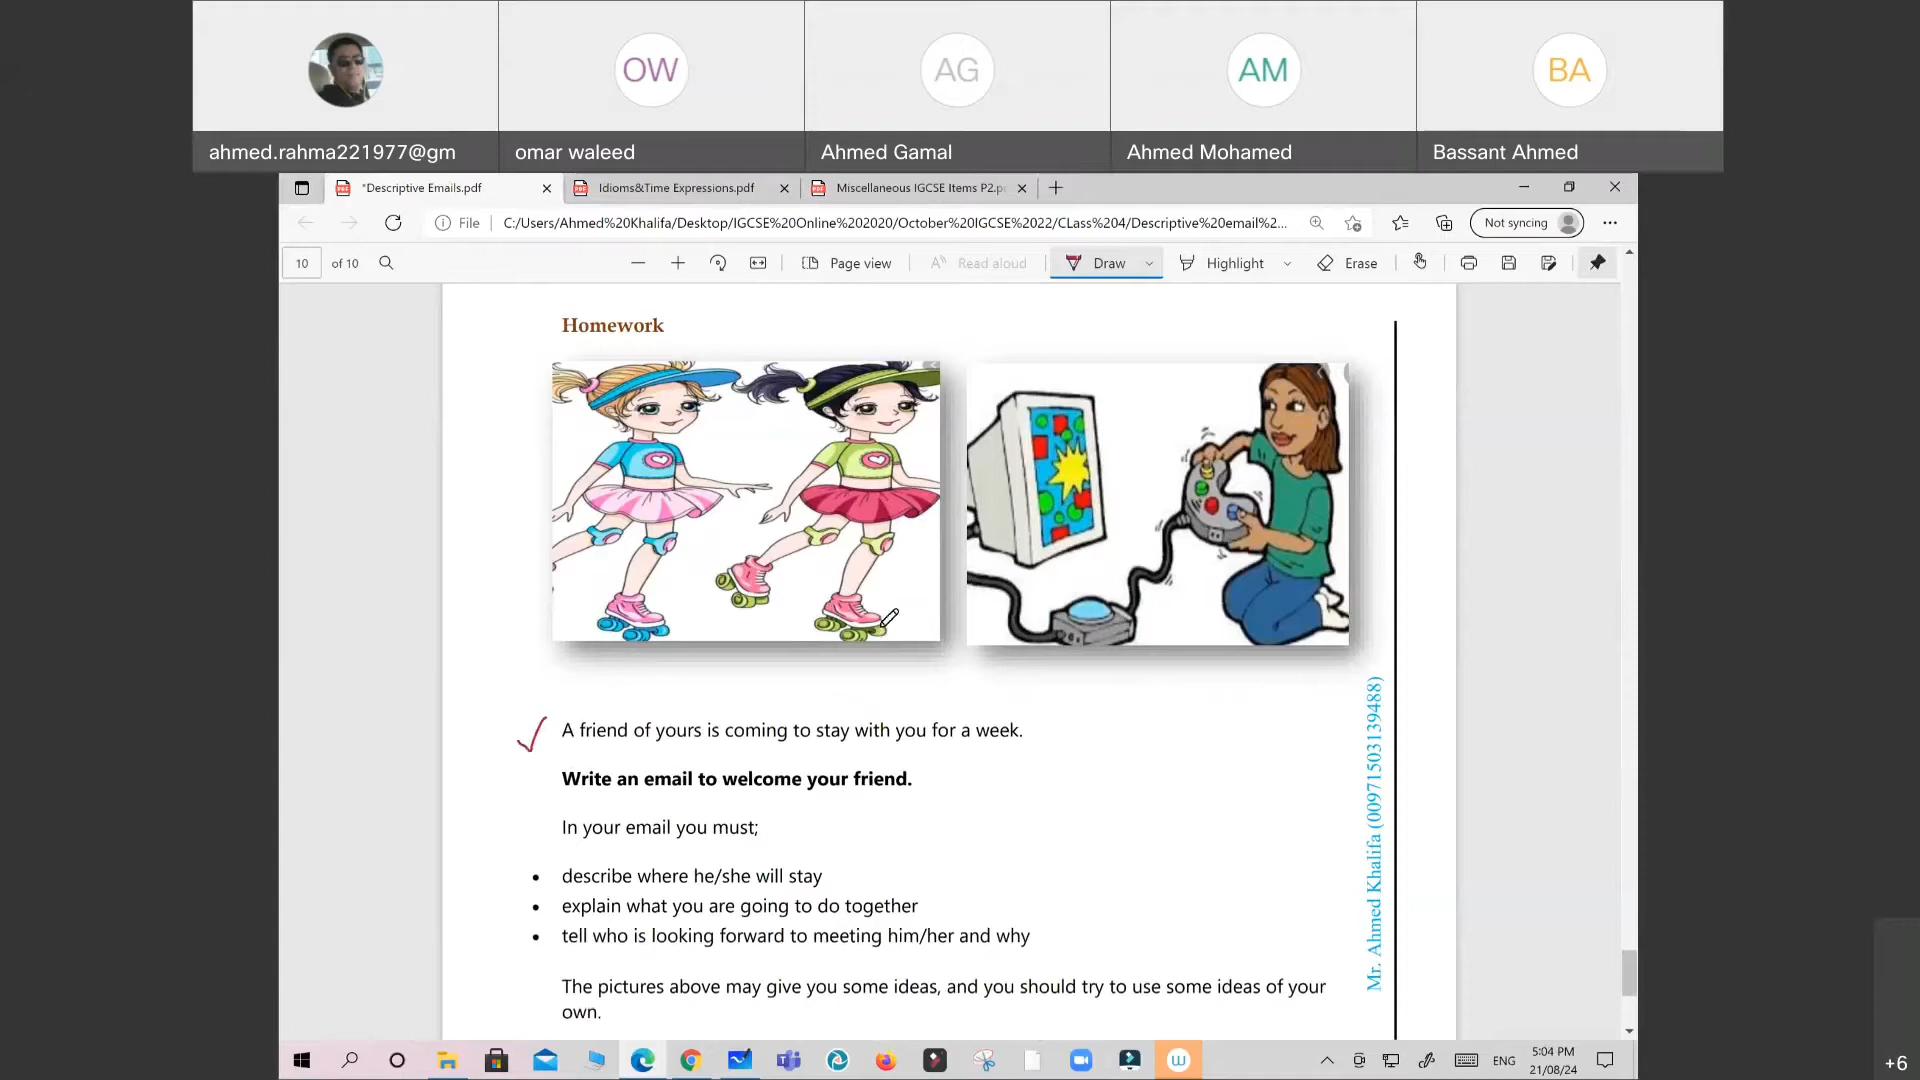 OW
AG
AM
BA
ahmed.rahma221977@gm
omar waleed
Ahmed Gamal
Ahmed Mohamed
Bassant Ahmed
*Descriptive Emails.pdf
Idioms&Time Expressions.pdf
Miscellaneous IGCSE Items P2.p
File
C:/Users/Ahmed%20Khalifa/Desktop/IGCSE%20Online%202020/October%20IGCSE%2022/CLass%204/Descriptive%20email%2...
Not syncing
10
of 10
Page view
Read aloud
Draw
Highlight
Erase
Homework
A friend of yours is coming to stay with you for a week.
Write an email to welcome your friend.
In your email you must;
• describe where he/she will stay
• explain what you are going to do together
• tell who is looking forward to meeting him/her and why
The pictures above may give you some ideas, and you should try to use some ideas of your
own.
Mr. Ahmed Khalifa (00971503139488)
ENG
5:04 PM
21/08/24
+6